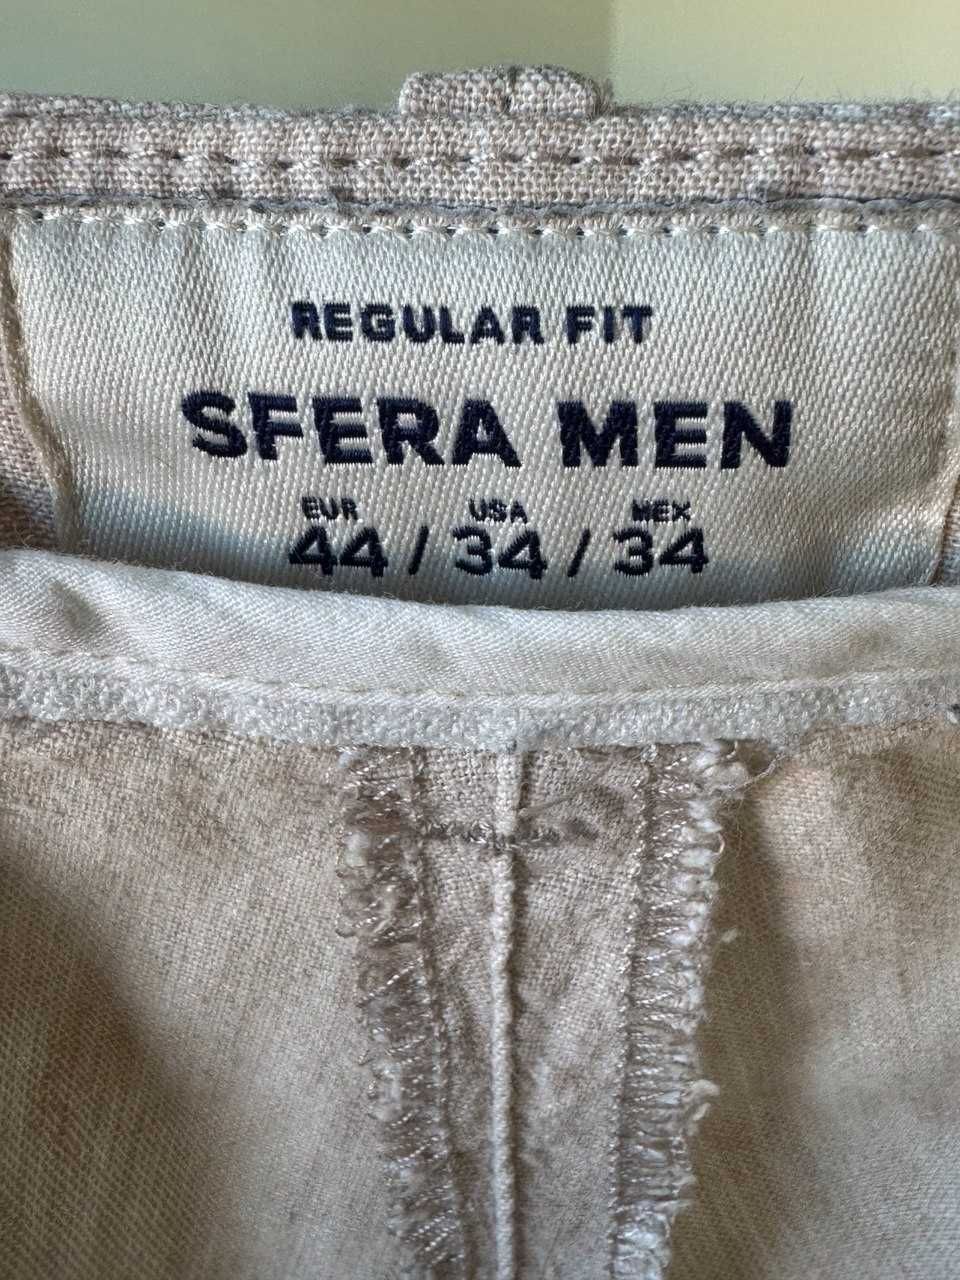 REGULAR FIT
SFERA MEN
EUR USA MEX
44 / 34 / 34